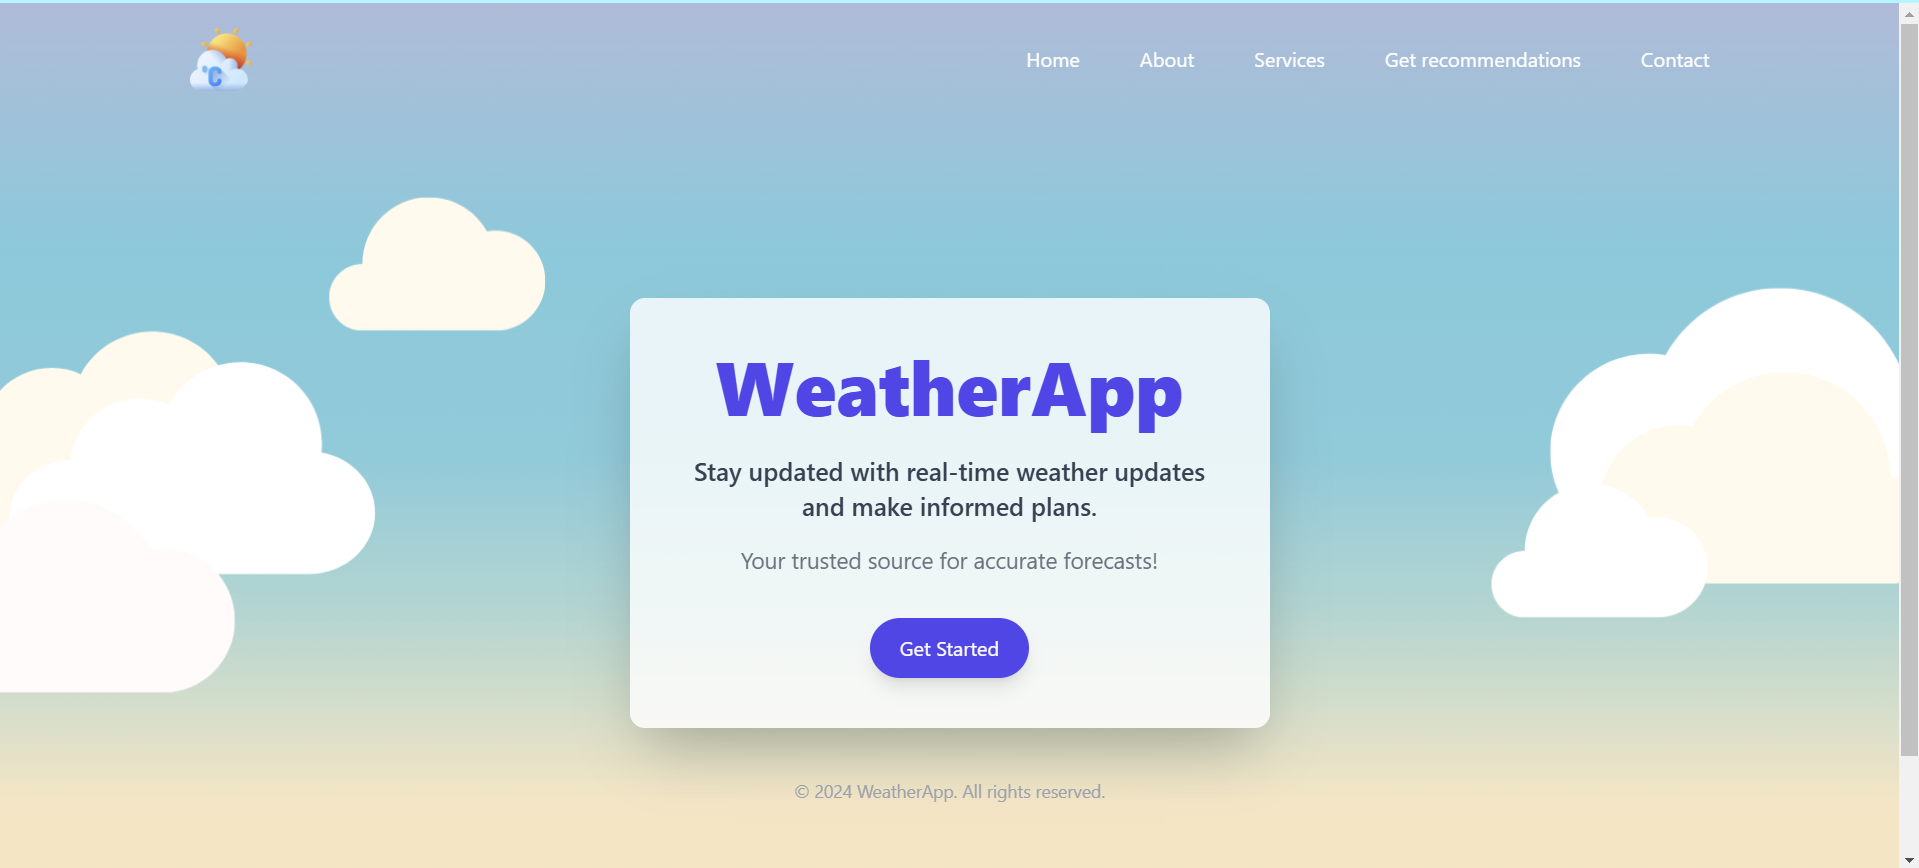 °C
Home About Services Get recommendations Contact
WeatherApp
Stay updated with real-time weather updates
and make informed plans.
Your trusted source for accurate forecasts!
Get Started
© 2024 WeatherApp. All rights reserved.